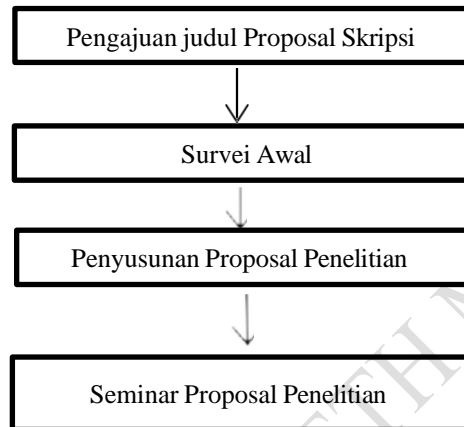 Pengajuan judul Proposal Skripsi
Survei Awal
Penyusunan Proposal Penelitian
Seminar Proposal Penelitian